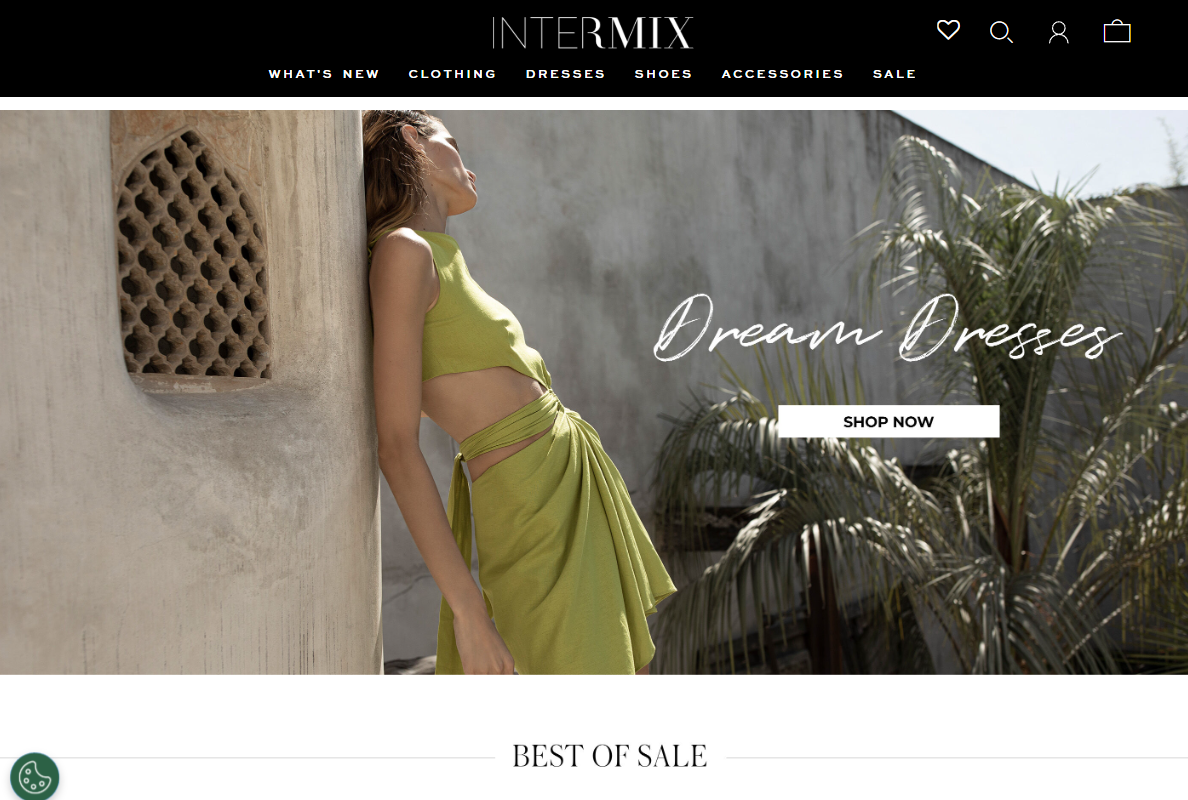 INTERMIX
WHAT'S NEW CLOTHING DRESSES SHOES ACCESSORIES SALE
Dream Dresses
SHOP NOW
BEST OF SALE